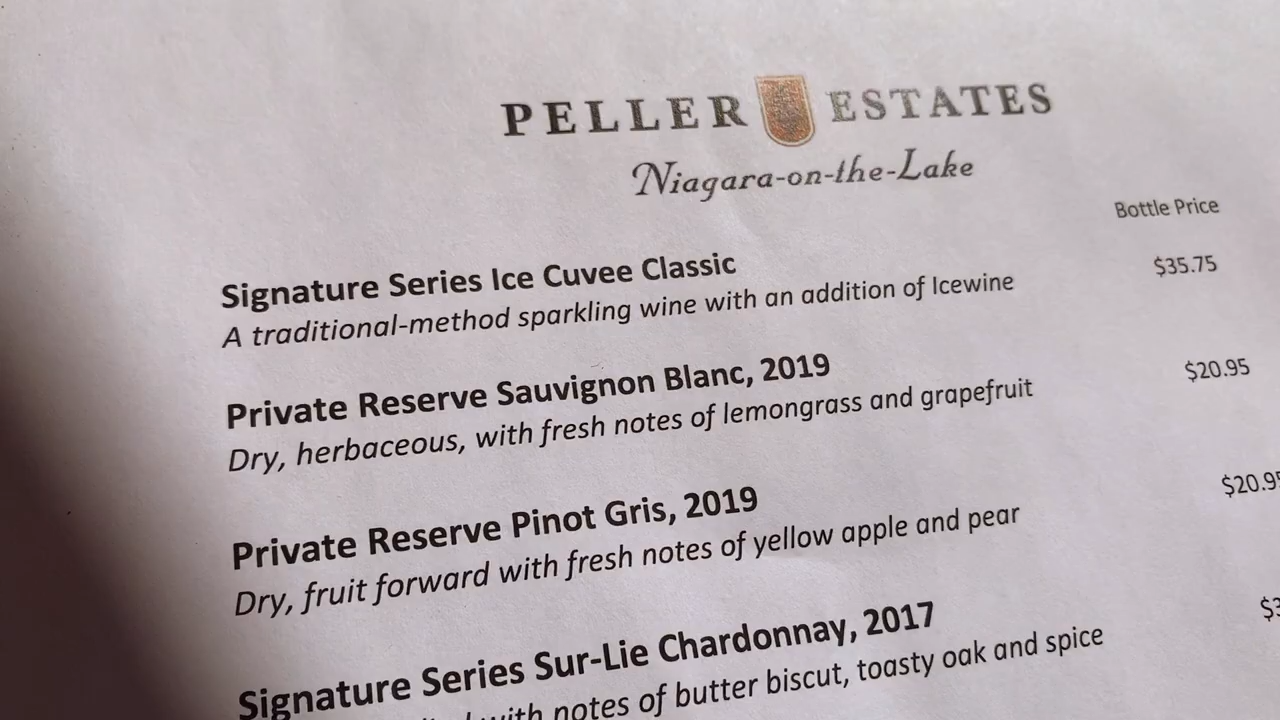 PELLER ESTATES
Niagara-on-the-Lake
Bottle Price
Signature Series Ice Cuvee Classic $35.75
A traditional-method sparkling wine with an addition of Icewine
Private Reserve Sauvignon Blanc, 2019 $20.95
Dry, herbaceous, with fresh notes of lemongrass and grapefruit
Private Reserve Pinot Gris, 2019 $20.95
Dry, fruit forward with fresh notes of yellow apple and pear
Signature Series Sur-Lie Chardonnay, 2017
with notes of butter biscut, toasty oak and spice